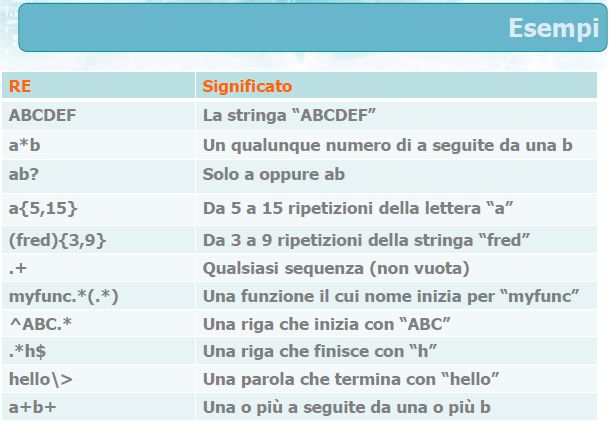 Esempi
RE Significato
ABCDEF La stringa “ABCDEF”
a*b Un qualunque numero di a seguite da una b
ab? Solo a oppure ab
a{5,15} Da 5 a 15 ripetizioni della lettera “a”
(fred){3,9} Da 3 a 9 ripetizioni della stringa “fred”
.+ Qualsiasi sequenza (non vuota)
myfunc.*(.*) Una funzione il cui nome inizia per “myfunc”
^ABC.* Una riga che inizia con “ABC”
.*h$ Una riga che finisce con “h”
hello\> Una parola che termina con “hello”
a+b+ Una o più a seguite da una o più b